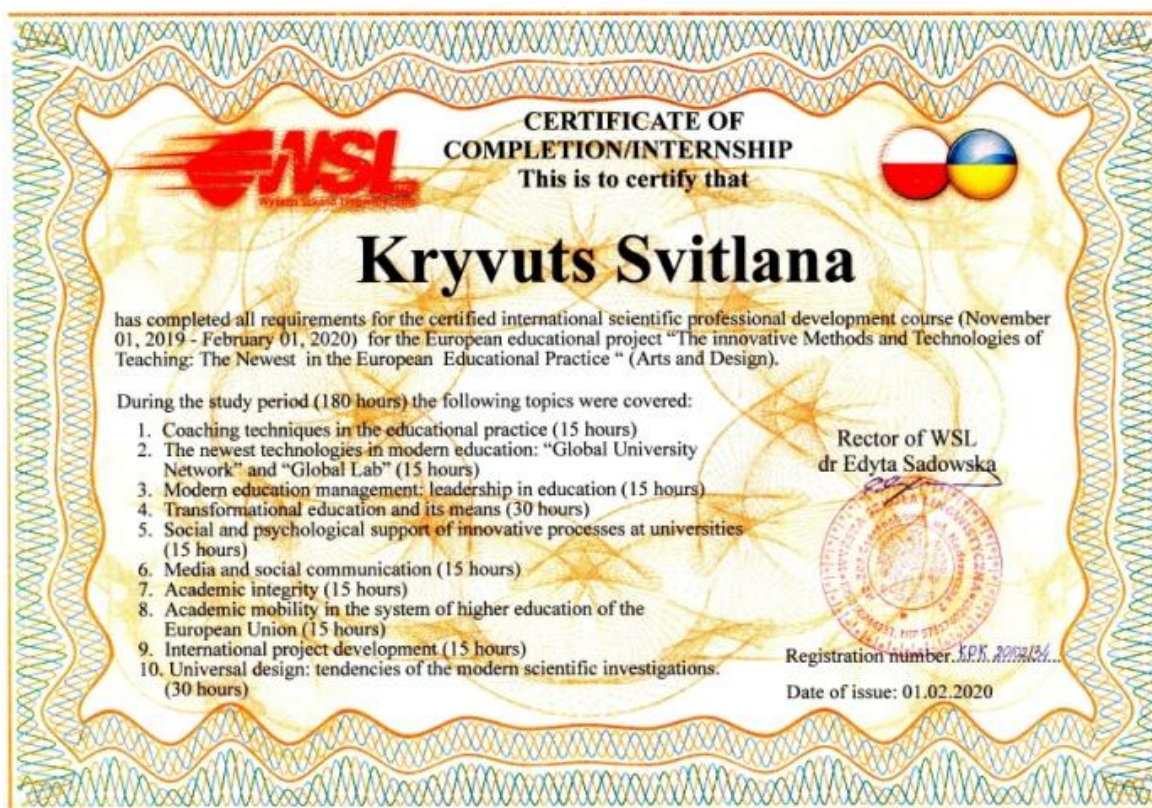 WSL
CERTIFICATE OF
COMPLETION/INTERNSHIP
This is to certify that
Kryvuts Svitlana
has completed all requirements for the certified international scientific professional development course (November
01, 2019 - February 01, 2020) for the European educational project “The innovative Methods and Technologies of
Teaching: The Newest in the European Educational Practice “ (Arts and Design).
During the study period (180 hours) the following topics were covered:
1. Coaching techniques in the educational practice (15 hours)
2. The newest technologies in modern education: “Global University
Network” and “Global Lab” (15 hours)
3. Modern education management: leadership in education (15 hours)
4. Transformational education and its means (30 hours)
5. Social and psychological support of innovative processes at universities
(15 hours)
6. Media and social communication (15 hours)
7. Academic integrity (15 hours)
8. Academic mobility in the system of higher education of the
European Union (15 hours)
9. International project development (15 hours)
10. Universal design: tendencies of the modern scientific investigations.
(30 hours)
Rector of WSL
dr Edyta Sadowska
Registration number
Date of issue: 01.02.2020